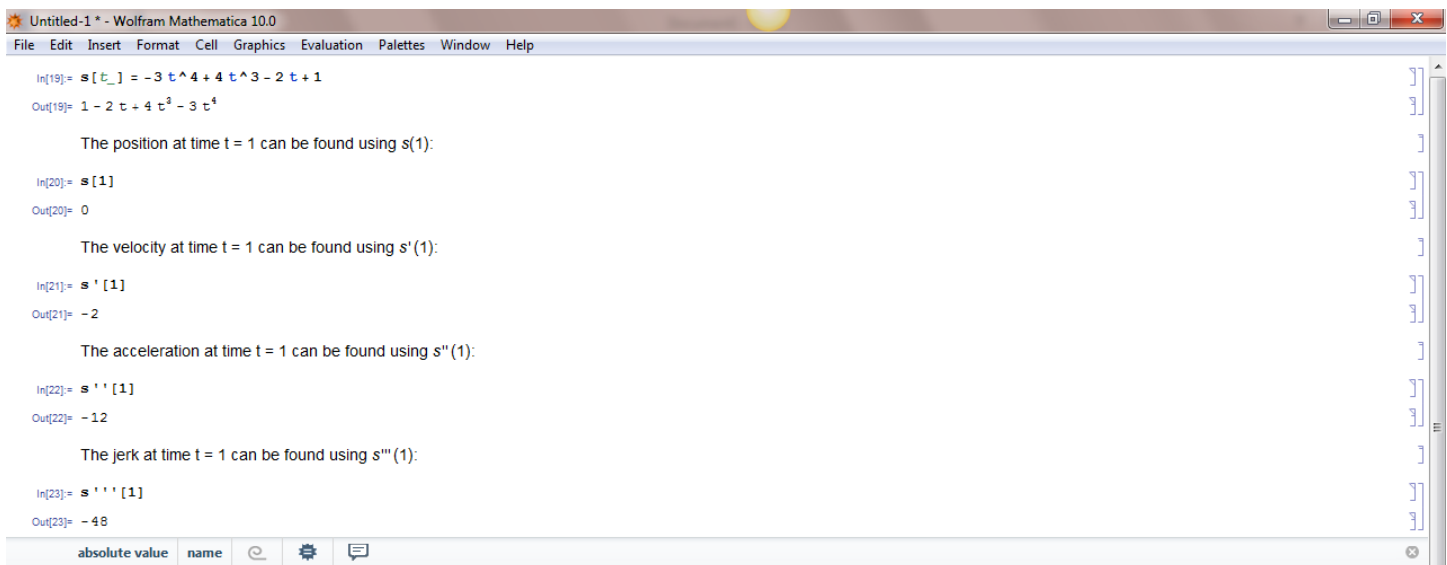 Untitled-1 * - Wolfram Mathematica 10.0
File Edit Insert Format Cell Graphics Evaluation Palettes Window Help
In[19]:= s[t_] = -3 t^4 + 4 t^3 - 2 t + 1
Out[19]= 1 - 2 t + 4 t³ - 3 t⁴
The position at time t = 1 can be found using s(1):
In[20]:= s[1]
Out[20]= 0
The velocity at time t = 1 can be found using s'(1):
In[21]:= s'[1]
Out[21]= -2
The acceleration at time t = 1 can be found using s''(1):
In[22]:= s''[1]
Out[22]= -12
The jerk at time t = 1 can be found using s'''(1):
In[23]:= s'''[1]
Out[23]= -48
absolute value name